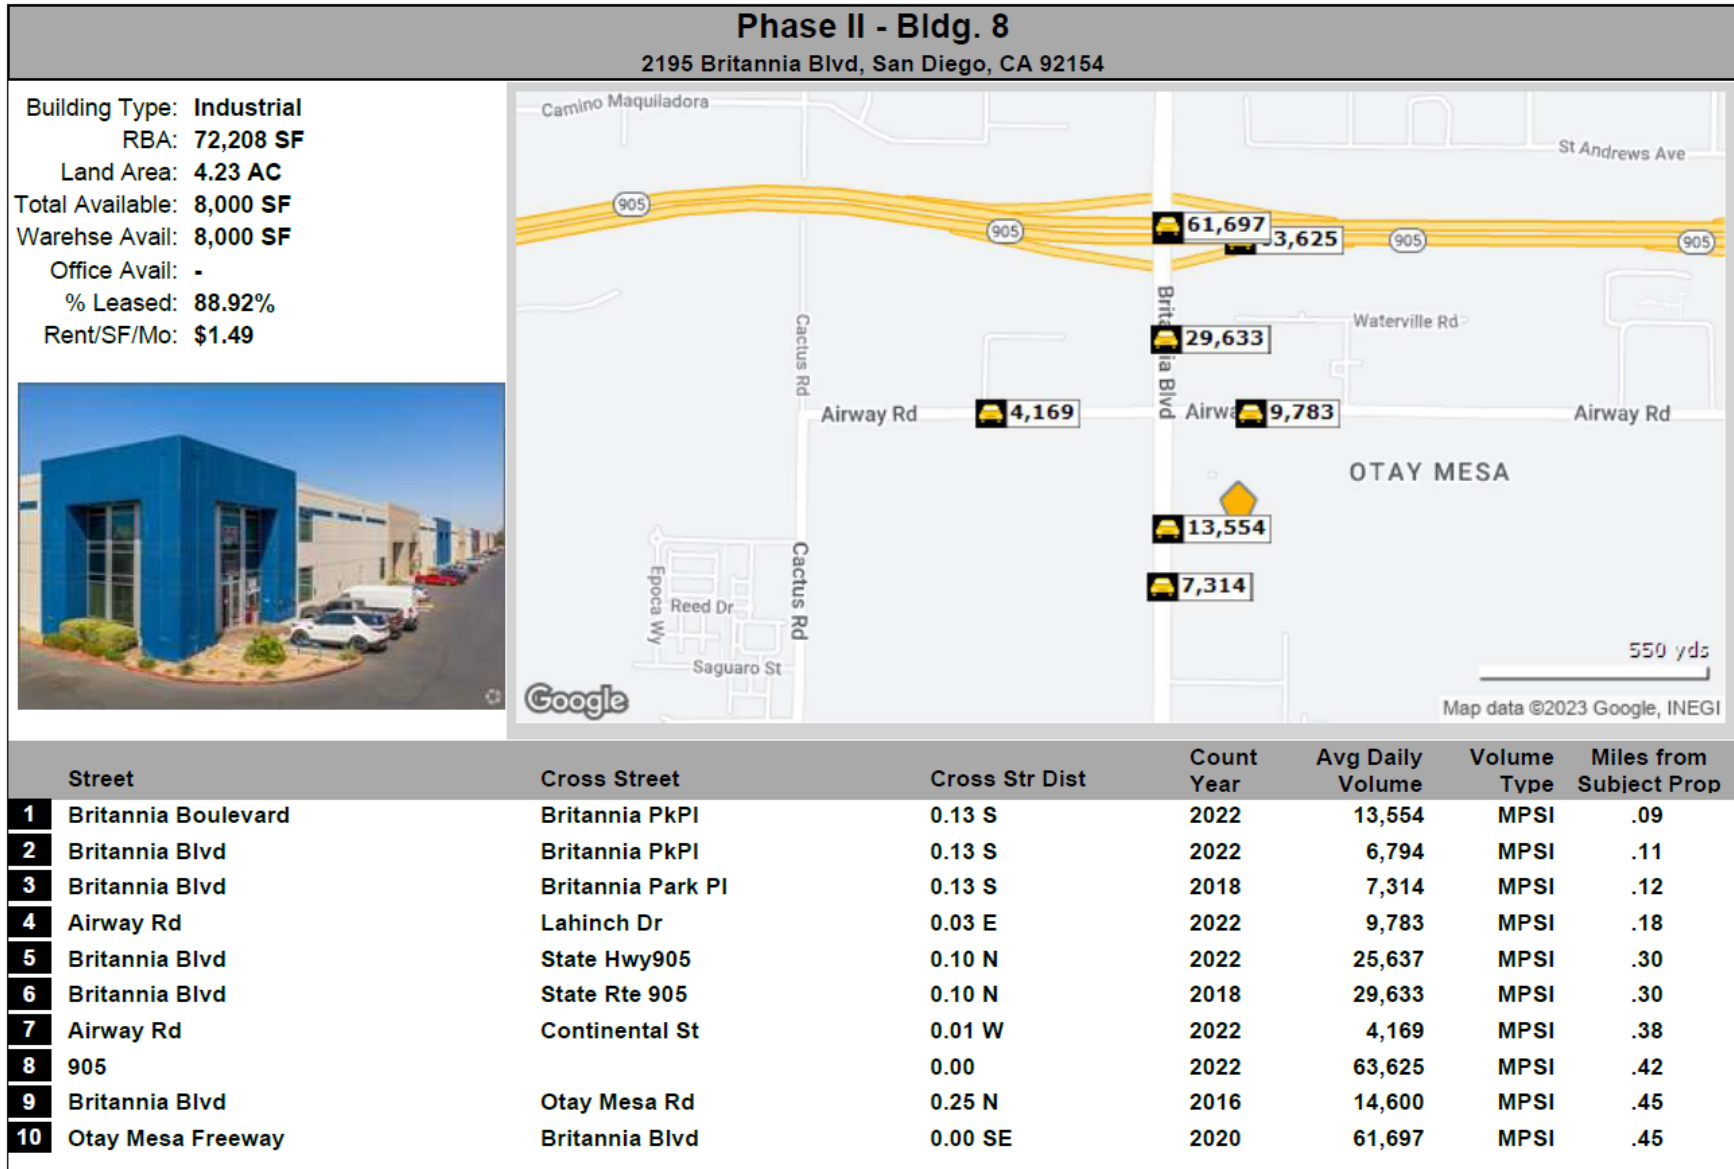 Phase II - Bldg. 8
2195 Britannia Blvd, San Diego, CA 92154
Building Type: Industrial
RBA: 72,208 SF
Land Area: 4.23 AC
Total Available: 8,000 SF
Warehse Avail: 8,000 SF
Office Avail: -
% Leased: 88.92%
Rent/SF/Mo: $1.49
Camino Maquiladora
St Andrews Ave
905
905
61,697
3,625
905
905
Cactus Rd
Britannia Blvd
29,633
Waterville Rd
Airway Rd
4,169
Airwa
9,783
Airway Rd
OTAY MESA
13,554
7,314
Cactus Rd
Epoca Wy
Reed Dr
Saguaro St
550 yds
Google
Map data ©2023 Google, INEGI
Street Cross Street Cross Str Dist Count Year Avg Daily Volume Volume Type Miles from Subject Prop
1 Britannia Boulevard Britannia PkPl 0.13 S 2022 13,554 MPSI .09
2 Britannia Blvd Britannia PkPl 0.13 S 2022 6,794 MPSI .11
3 Britannia Blvd Britannia Park Pl 0.13 S 2018 7,314 MPSI .12
4 Airway Rd Lahinch Dr 0.03 E 2022 9,783 MPSI .18
5 Britannia Blvd State Hwy905 0.10 N 2022 25,637 MPSI .30
6 Britannia Blvd State Rte 905 0.10 N 2018 29,633 MPSI .30
7 Airway Rd Continental St 0.01 W 2022 4,169 MPSI .38
8 905 0.00 2022 63,625 MPSI .42
9 Britannia Blvd Otay Mesa Rd 0.25 N 2016 14,600 MPSI .45
10 Otay Mesa Freeway Britannia Blvd 0.00 SE 2020 61,697 MPSI .45